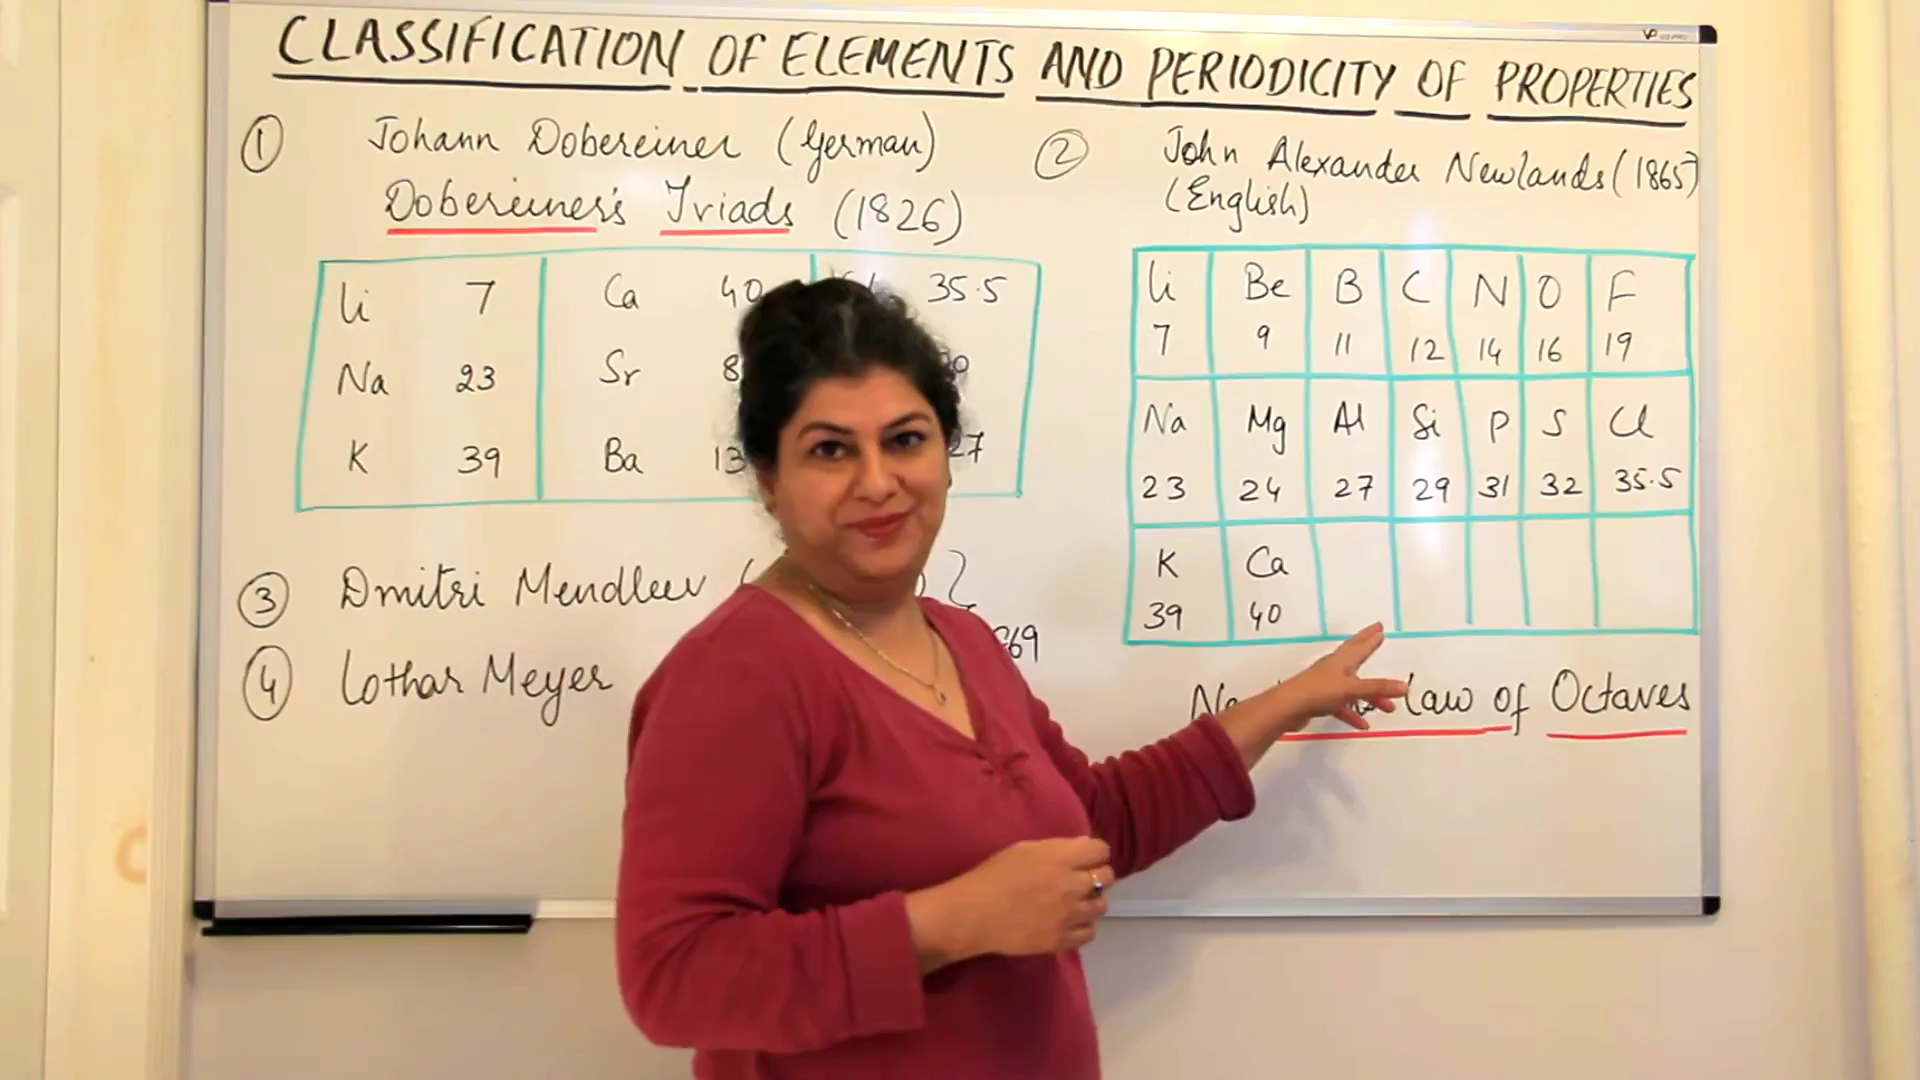 CLASSIFICATION OF ELEMENTS AND PERIODICITY OF PROPERTIES
① Johann Dobereiner (German)
Dobereiner's Triads (1826)
Li 7 Ca 40 35.5
Na 23 Sr
K 39 Ba
③ Dmitri Mendleev
④ Lothar Meyer
② John Alexander Newlands (1865)
(English)
Li Be B C N O F
7 9 11 12 14 16 19
Na Mg Al Si P S Cl
23 24 27 29 31 32 35.5
K Ca
39 40
Law of Octaves